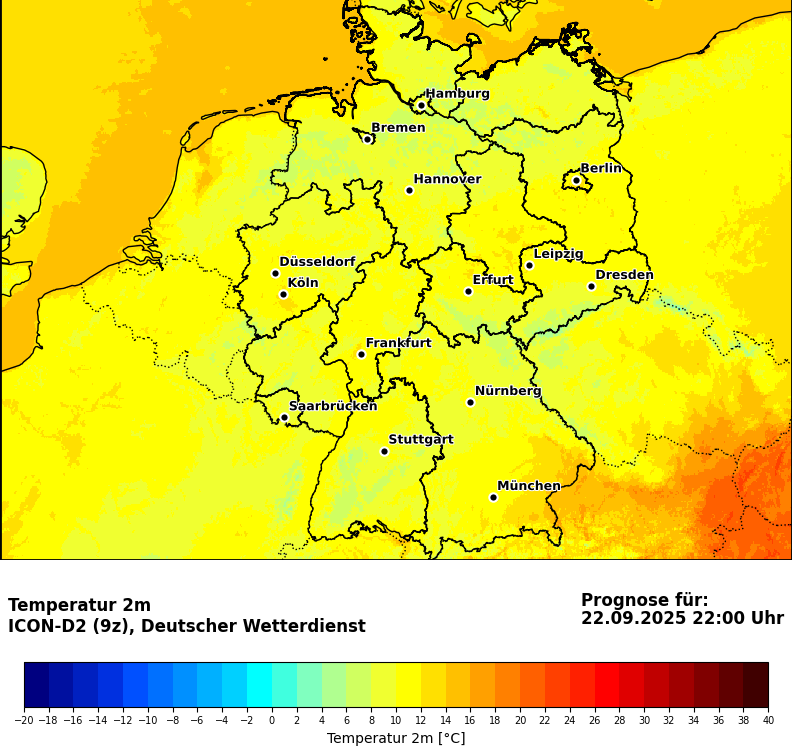 Hamburg
Bremen
Berlin
Hannover
Leipzig
Düsseldorf
Dresden
Köln
Erfurt
Frankfurt
Nürnberg
Saarbrücken
Stuttgart
München
Temperatur 2m
ICON-D2 (9z), Deutscher Wetterdienst
Prognose für:
22.09.2025 22:00 Uhr
−20 −18 −16 −14 −12 −10 −8 −6 −4 −2 0 2 4 6 8 10 12 14 16 18 20 22 24 26 28 30 32 34 36 38 40
Temperatur 2m [°C]